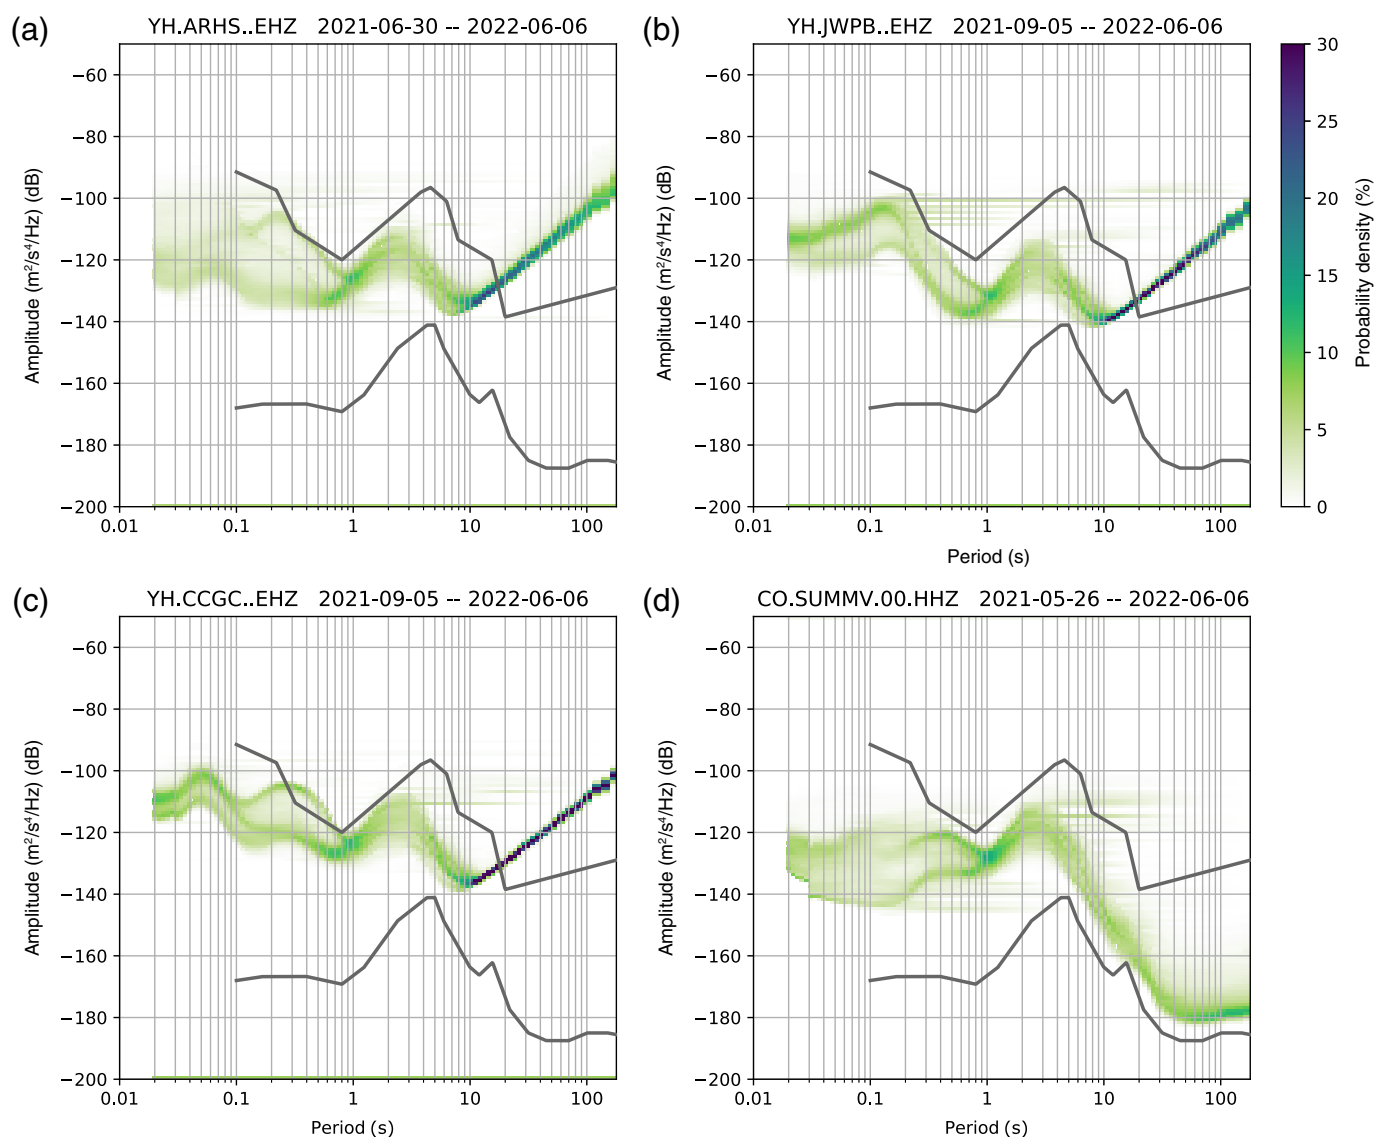 (a) YH.ARHS..EHZ 2021-06-30 -- 2022-06-06
−60
−80
−100
−120
−140
−160
−180
−200
Amplitude (m²/s⁴/Hz) (dB)
0.01 0.1 1 10 100
(b) YH.JWPB..EHZ 2021-09-05 -- 2022-06-06
−60
−80
−100
−120
−140
−160
−180
−200
Amplitude (m²/s⁴/Hz) (dB)
0.01 0.1 1 10 100
Period (s)
30
25
20
15
10
5
0
Probability density (%)
(c) YH.CCGC..EHZ 2021-09-05 -- 2022-06-06
−60
−80
−100
−120
−140
−160
−180
−200
Amplitude (m²/s⁴/Hz) (dB)
0.01 0.1 1 10 100
Period (s)
(d) CO.SUMMV.00.HHZ 2021-05-26 -- 2022-06-06
−60
−80
−100
−120
−140
−160
−180
−200
Amplitude (m²/s⁴/Hz) (dB)
0.01 0.1 1 10 100
Period (s)